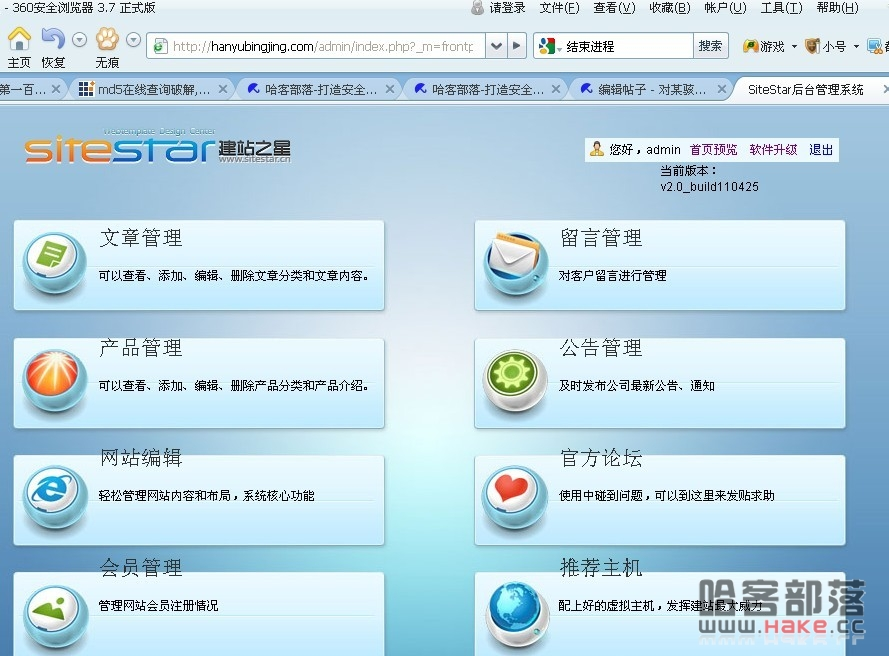 - 360安全浏览器 3.7 正式版
请登录 文件(F) 查看(V) 收藏(B) 帐户(U) 工具(T) 帮助(H)
主页 恢复 无痕 http://hanyubingjing.com/admin/index.php?_m=frontp 结束进程 搜索 游戏 小号
第一百... md5在线查询破解,... 哈客部落-打造安全... 哈客部落-打造安全... 编辑帖子 - 对某骇... SiteStar后台管理系统
sitestar 建站之星
www.sitestar.cn
您好，admin 首页预览 软件升级 退出
当前版本：
v2.0_build110425
文章管理
可以查看、添加、编辑、删除文章分类和文章内容。
留言管理
对客户留言进行管理
产品管理
可以查看、添加、编辑、删除产品分类和产品介绍。
公告管理
及时发布公司最新公告、通知
网站编辑
轻松管理网站内容和布局，系统核心功能
官方论坛
使用中碰到问题，可以到这里来发贴求助
会员管理
管理网站会员注册情况
推荐主机
配上好的虚拟主机，发挥建站最大威力
哈客部落
www.HAKE.cc